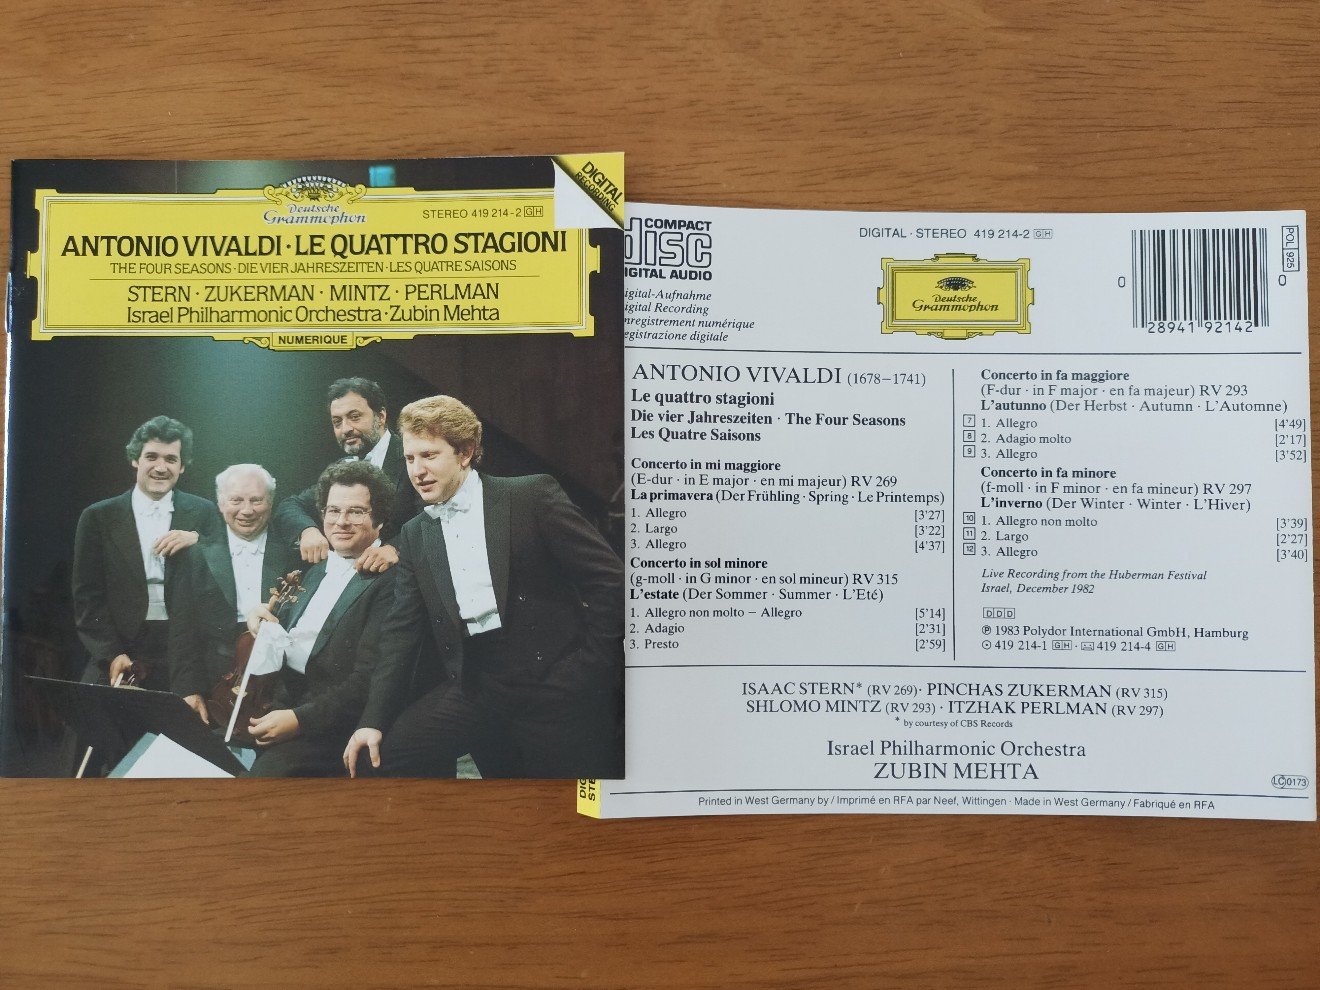 DIGITAL
RECORDING
Deutsche
Grammophon
STEREO 419 214-2 GH
ANTONIO VIVALDI · LE QUATTRO STAGIONI
THE FOUR SEASONS · DIE VIER JAHRESZEITEN · LES QUATRE SAISONS
STERN · ZUKERMAN · MINTZ · PERLMAN
Israel Philharmonic Orchestra · Zubin Mehta
NUMERIQUE
COMPACT
disc
DIGITAL AUDIO
igital-Aufnahme
igital Recording
nregistrement numérique
egistrazione digitale
DIGITAL · STEREO 419 214-2 GH
Deutsche
Grammophon
0 28941 92142 0
POL 925
ANTONIO VIVALDI (1678–1741)
Le quattro stagioni
Die vier Jahreszeiten · The Four Seasons
Les Quatre Saisons
Concerto in mi maggiore
(E-dur · in E major · en mi majeur) RV 269
La primavera (Der Frühling · Spring · Le Printemps)
1. Allegro [3'27]
2. Largo [3'22]
3. Allegro [4'37]
Concerto in sol minore
(g-moll · in G minor · en sol mineur) RV 315
L'estate (Der Sommer · Summer · L'Eté)
1. Allegro non molto – Allegro [5'14]
2. Adagio [2'31]
3. Presto [2'59]
Concerto in fa maggiore
(F-dur · in F major · en fa majeur) RV 293
L'autunno (Der Herbst · Autumn · L'Automne)
7 1. Allegro [4'49]
8 2. Adagio molto [2'17]
9 3. Allegro [3'52]
Concerto in fa minore
(f-moll · in F minor · en fa mineur) RV 297
L'inverno (Der Winter · Winter · L'Hiver)
10 1. Allegro non molto [3'39]
11 2. Largo [2'27]
12 3. Allegro [3'40]
Live Recording from the Huberman Festival
Israel, December 1982
DDD
℗ 1983 Polydor International GmbH, Hamburg
419 214-1 GH · 419 214-4 GH
ISAAC STERN* (RV 269) · PINCHAS ZUKERMAN (RV 315)
SHLOMO MINTZ (RV 293) · ITZHAK PERLMAN (RV 297)
* by courtesy of CBS Records
Israel Philharmonic Orchestra
ZUBIN MEHTA
LC 0173
Printed in West Germany by / Imprimé en RFA par Neef, Wittingen · Made in West Germany / Fabriqué en RFA